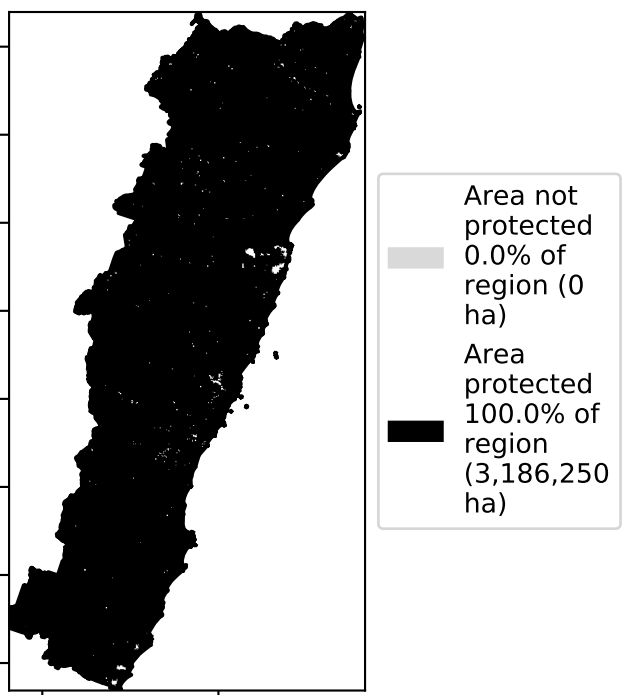 Area not
protected
0.0% of
region (0
ha)
Area
protected
100.0% of
region
(3,186,250
ha)